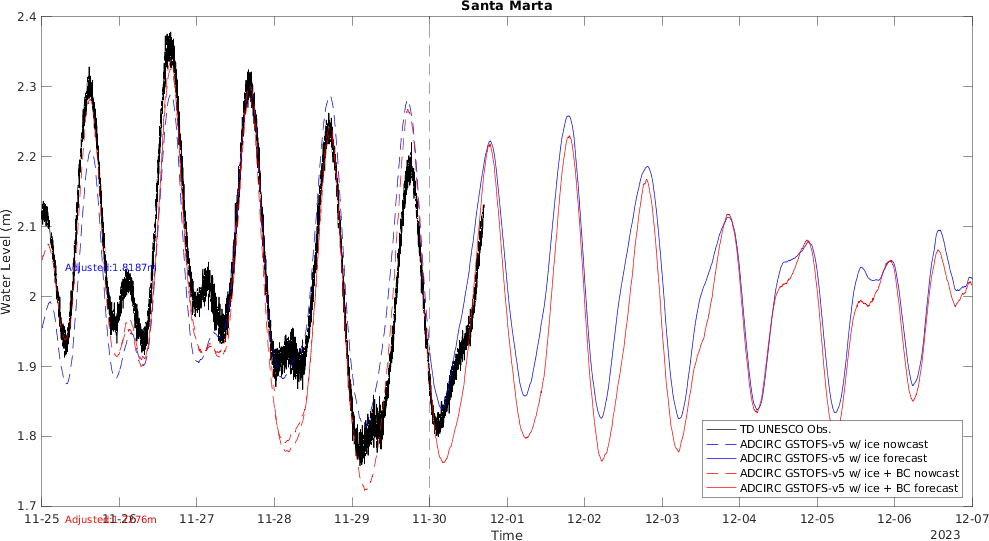 Santa Marta
2.4
2.3
2.2
2.1
2
1.9
1.8
1.7
Water Level (m)
Adjusted:1.8187m
TD UNESCO Obs.
ADCIRC GSTOFS-v5 w/ ice nowcast
ADCIRC GSTOFS-v5 w/ ice forecast
ADCIRC GSTOFS-v5 w/ ice + BC nowcast
ADCIRC GSTOFS-v5 w/ ice + BC forecast
11-25 11-26 11-27 11-28 11-29 11-30 12-01 12-02 12-03 12-04 12-05 12-06 12-07
Time
2023